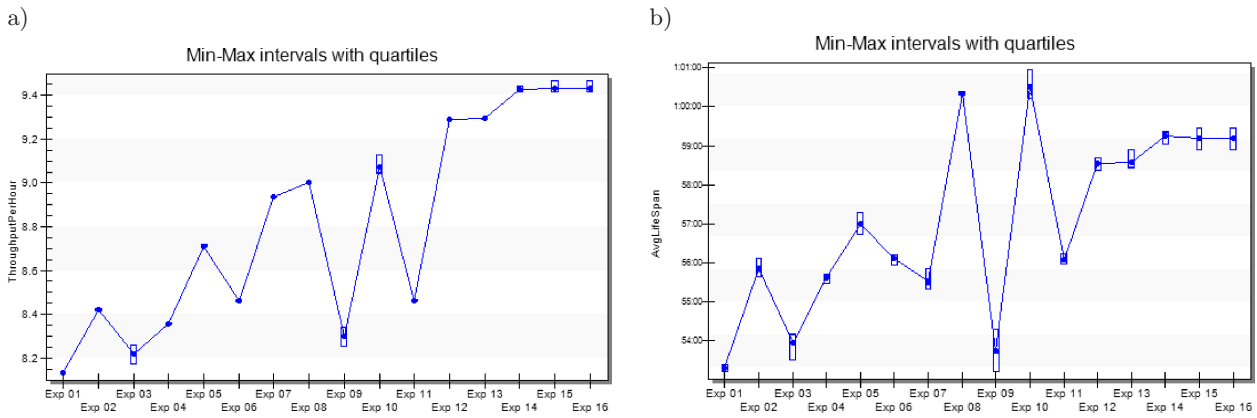 a)
Min-Max intervals with quartiles
ThroughputPerHour
9.4
9.2
9.0
8.8
8.6
8.4
8.2
Exp 01 Exp 03 Exp 05 Exp 07 Exp 09 Exp 11 Exp 13 Exp 15
Exp 02 Exp 04 Exp 06 Exp 08 Exp 10 Exp 12 Exp 14 Exp 16
b)
Min-Max intervals with quartiles
AvgLifeSpan
1:01:00
1:00:00
59:00
58:00
57:00
56:00
55:00
54:00
Exp 01 Exp 03 Exp 05 Exp 07 Exp 09 Exp 11 Exp 13 Exp 15
Exp 02 Exp 04 Exp 06 Exp 08 Exp 10 Exp 12 Exp 14 Exp 16